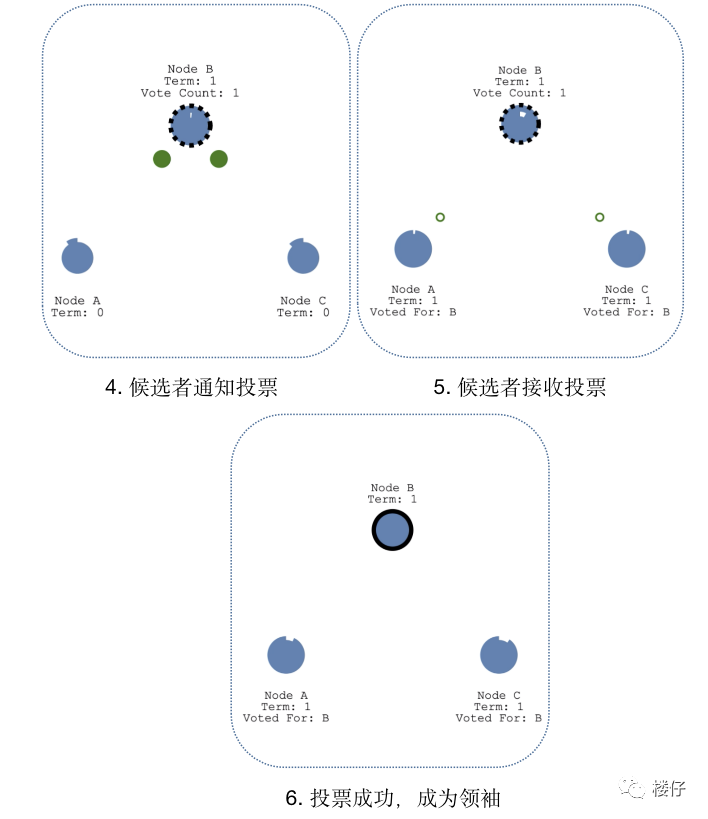 Node B
Term: 1
Vote Count: 1
Node A
Term: 0
Node C
Term: 0
4. 候选者通知投票
Node B
Term: 1
Vote Count: 1
Node A
Term: 1
Voted For: B
Node C
Term: 1
Voted For: B
5. 候选者接收投票
Node B
Term: 1
Node A
Term: 1
Voted For: B
Node C
Term: 1
Voted For: B
6. 投票成功，成为领袖
楼仔